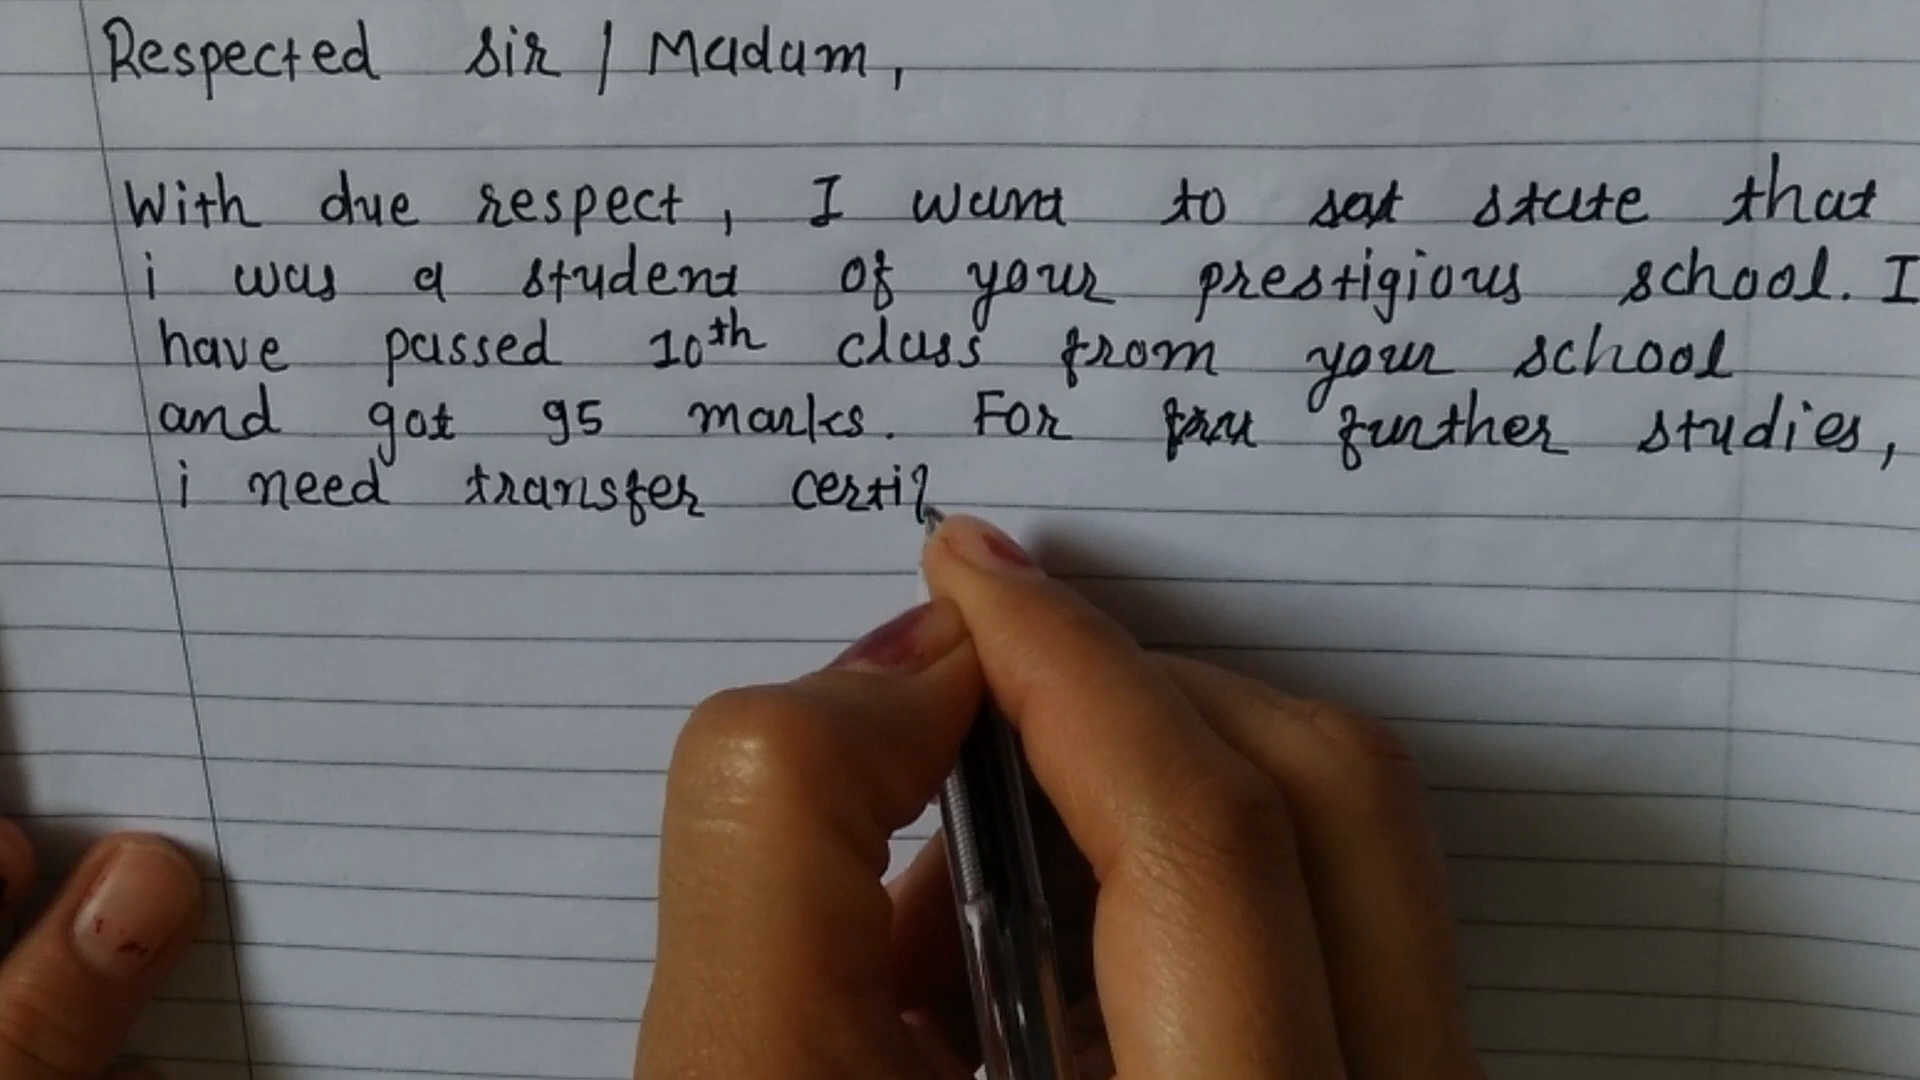 Respected sir / Madam,
With due respect, I want to sat state that
i was a student of your prestigious school. I
have passed 10th class from your school
and got 95 marks. For further studies,
i need transfer certif